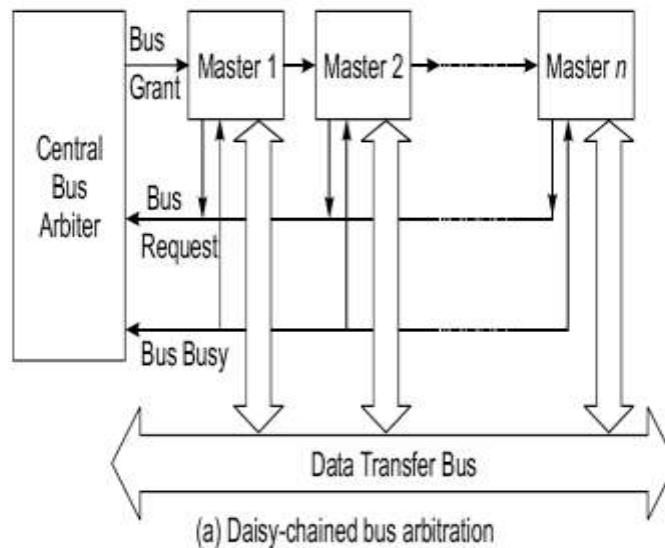 Bus
Grant
Master 1
Master 2
Master n
Central
Bus
Arbiter
Bus
Request
Bus Busy
Data Transfer Bus
(a) Daisy-chained bus arbitration